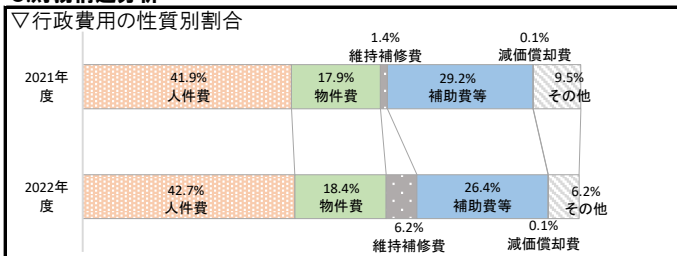 ▽行政費用の性質別割合
1.4%
維持補修費
0.1%
減価償却費
2021年度
41.9%
人件費
17.9%
物件費
29.2%
補助費等
9.5%
その他
2022年度
42.7%
人件費
18.4%
物件費
6.2%
維持補修費
26.4%
補助費等
0.1%
減価償却費
6.2%
その他